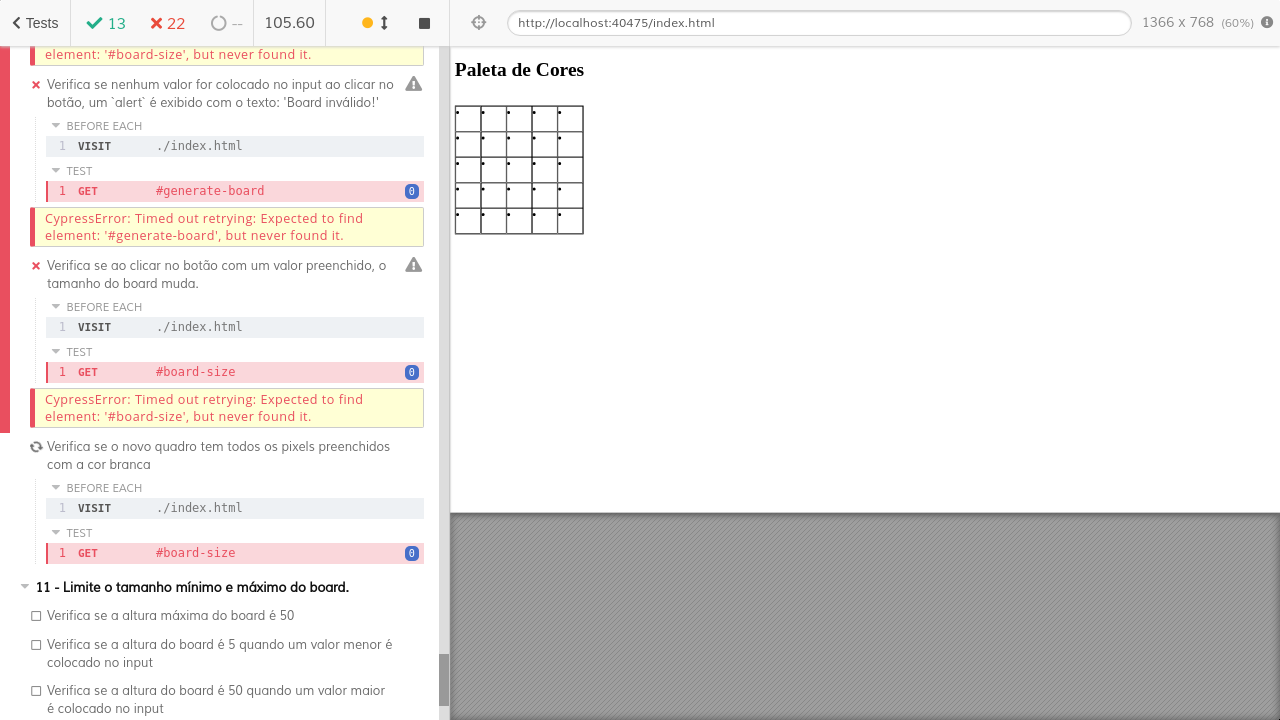 Tests 13 22 -- 105.60 http://localhost:40475/index.html 1366 x 768 (60%)
element: '#board-size', but never found it.
Verifica se nenhum valor for colocado no input ao clicar no
botão, um `alert` é exibido com o texto: 'Board inválido!'
BEFORE EACH
1 VISIT ./index.html
TEST
1 GET #generate-board 0
CypressError: Timed out retrying: Expected to find
element: '#generate-board', but never found it.
Verifica se ao clicar no botão com um valor preenchido, o
tamanho do board muda.
BEFORE EACH
1 VISIT ./index.html
TEST
1 GET #board-size 0
CypressError: Timed out retrying: Expected to find
element: '#board-size', but never found it.
Verifica se o novo quadro tem todos os pixels preenchidos
com a cor branca
BEFORE EACH
1 VISIT ./index.html
TEST
1 GET #board-size 0
11 - Limite o tamanho mínimo e máximo do board.
Verifica se a altura máxima do board é 50
Verifica se a altura do board é 5 quando um valor menor é
colocado no input
Verifica se a altura do board é 50 quando um valor maior
é colocado no input
Paleta de Cores